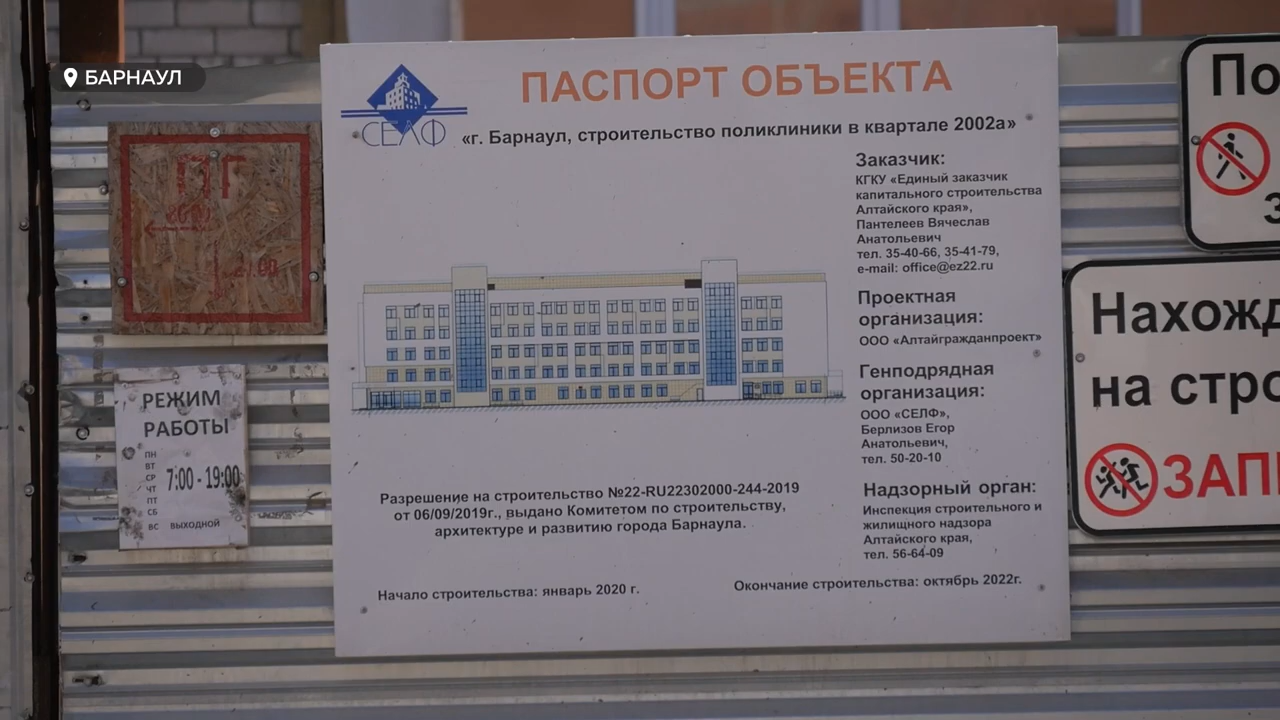 БАРНАУЛ
СЕЛФ
ПАСПОРТ ОБЪЕКТА
«г. Барнаул, строительство поликлиники в квартале 2002а»
Заказчик:
КГКУ «Единый заказчик
капитального строительства
Алтайского края»,
Пантелеев Вячеслав
Анатольевич
тел. 35-40-66, 35-41-79,
e-mail: office@ez22.ru
Проектная
организация:
ООО «Алтайгражданпроект»
Генподрядная
организация:
ООО «СЕЛФ»,
Берлизов Егор
Анатольевич,
тел. 50-20-10
Надзорный орган:
Инспекция строительного и
жилищного надзора
Алтайского края,
тел. 56-64-09
Разрешение на строительство №22-RU22302000-244-2019
от 06/09/2019г., выдано Комитетом по строительству,
архитектуре и развитию города Барнаула.
Начало строительства: январь 2020 г.
Окончание строительства: октябрь 2022г.
ПГ
РЕЖИМ
РАБОТЫ
ПН
ВТ
СР
ЧТ
ПТ
СБ
7:00 - 19:00
ВС ВЫХОДНОЙ
По
З
Нахожд
на стро
ЗАПР